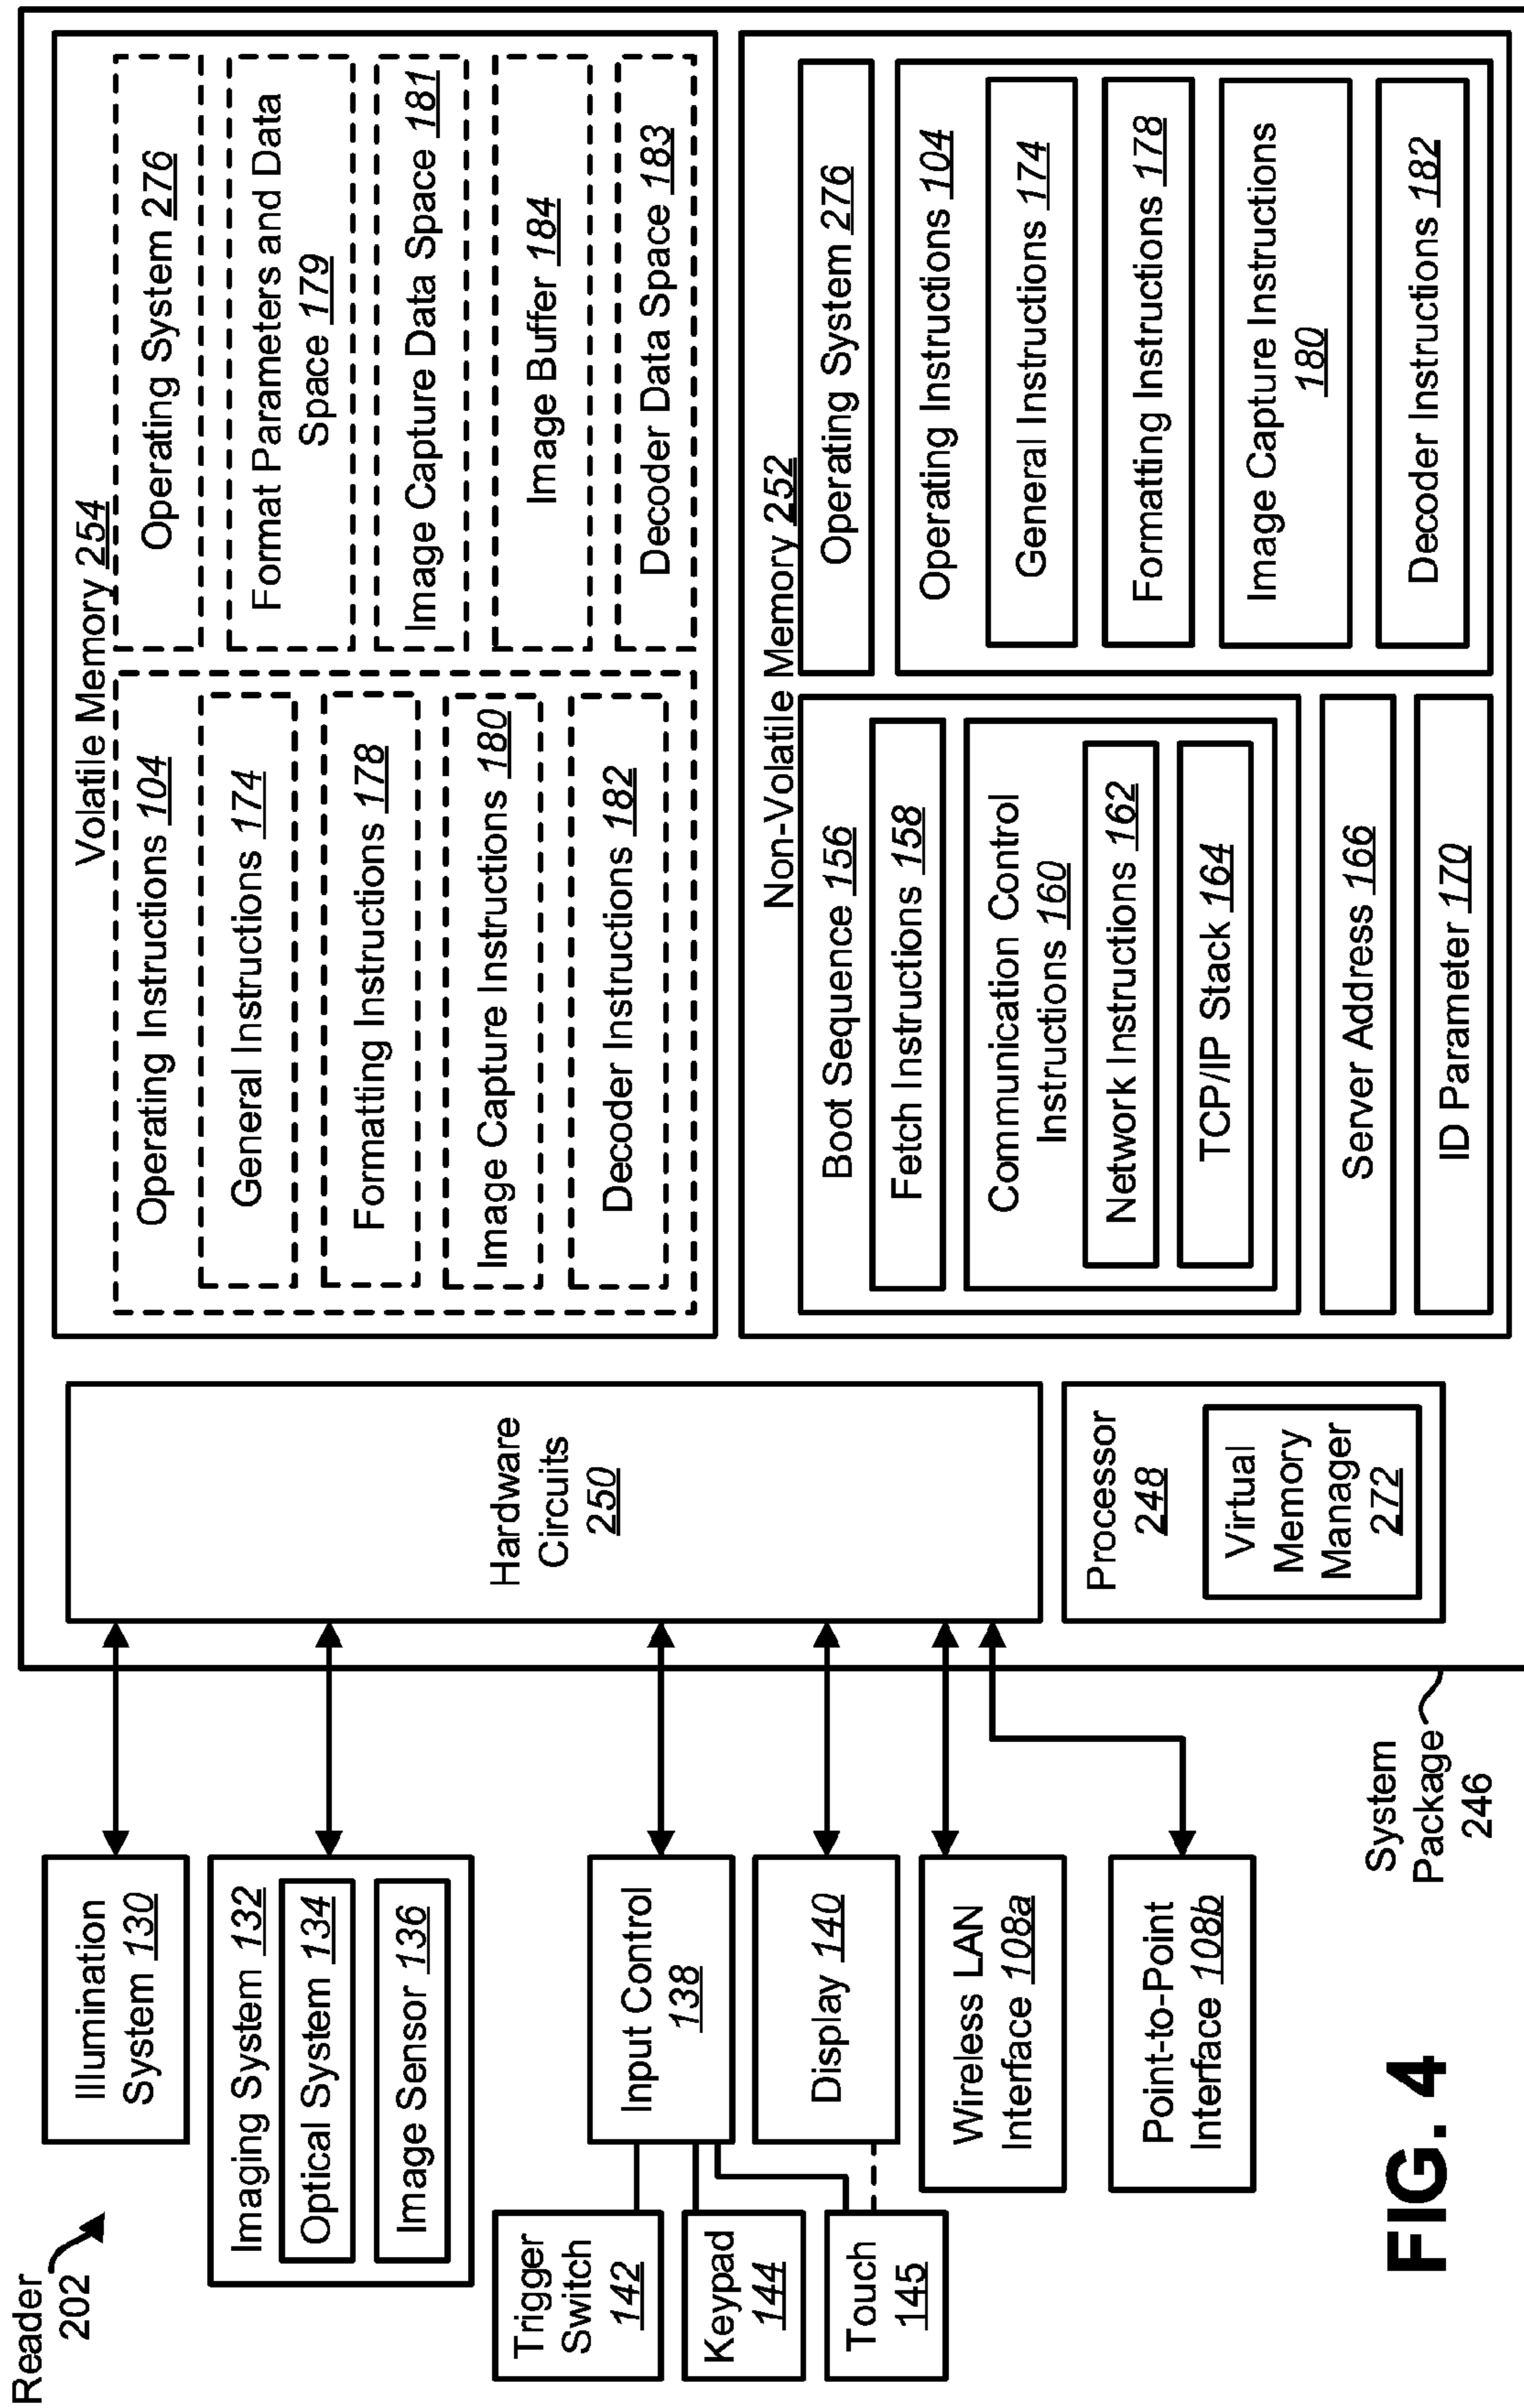 Reader
202
Illumination
System 130
Imaging System 132
Optical System 134
Image Sensor 136
Trigger
Switch
142
Keypad
144
Touch
145
Input Control
138
Display 140
Wireless LAN
Interface 108a
Point-to-Point
Interface 108b
System
Package
246
Hardware
Circuits
250
Processor
248
Virtual
Memory
Manager
272
Volatile Memory 254
Operating Instructions 104
General Instructions 174
Formatting Instructions 178
Image Capture Instructions 180
Decoder Instructions 182
Operating System 276
Format Parameters and Data
Space 179
Image Capture Data Space 181
Image Buffer 184
Decoder Data Space 183
Non-Volatile Memory 252
Boot Sequence 156
Fetch Instructions 158
Communication Control
Instructions 160
Network Instructions 162
TCP/IP Stack 164
Server Address 166
ID Parameter 170
Operating System 276
Operating Instructions 104
General Instructions 174
Formatting Instructions 178
Image Capture Instructions
180
Decoder Instructions 182
FIG. 4